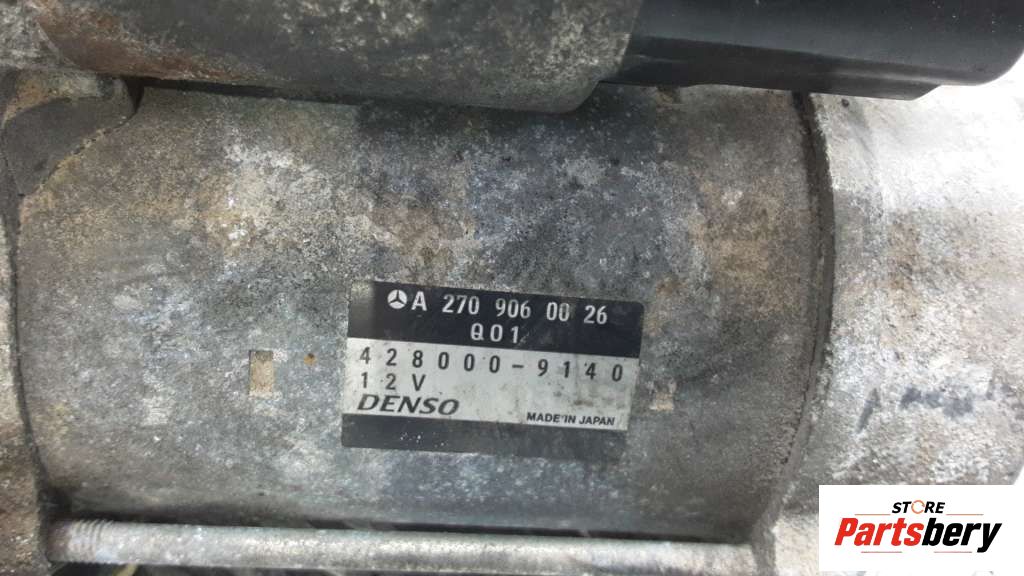 A 270 906 00 26
Q01
428000-9140
12V
DENSO
MADE IN JAPAN
STORE
Partsbery